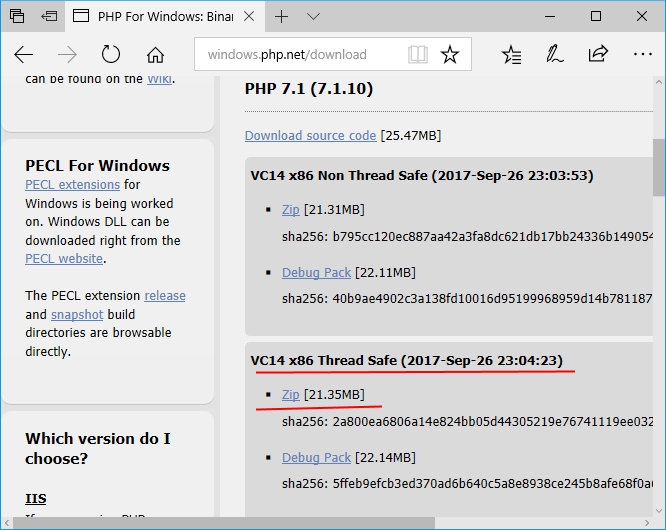 PHP For Windows: Binar
windows.php.net/download
can be found on the Wiki.
PECL For Windows
PECL extensions for
Windows is being worked
on. Windows DLL can be
downloaded right from the
PECL website.
The PECL extension release
and snapshot build
directories are browsable
directly.
Which version do I
choose?
IIS
PHP 7.1 (7.1.10)
Download source code [25.47MB]
VC14 x86 Non Thread Safe (2017-Sep-26 23:03:53)
Zip [21.31MB]
sha256: b795cc120ec887aa42a3fa8dc621db17bb24336b149054
Debug Pack [22.11MB]
sha256: 40b9ae4902c3a138fd10016d95199968959d14b781187
VC14 x86 Thread Safe (2017-Sep-26 23:04:23)
Zip [21.35MB]
sha256: 2a800ea6806a14e824bb05d44305219e76741119ee032
Debug Pack [22.14MB]
sha256: 5ffeb9efcb3ed370ad6b640c5a8e8938ce245b8afe68f0a